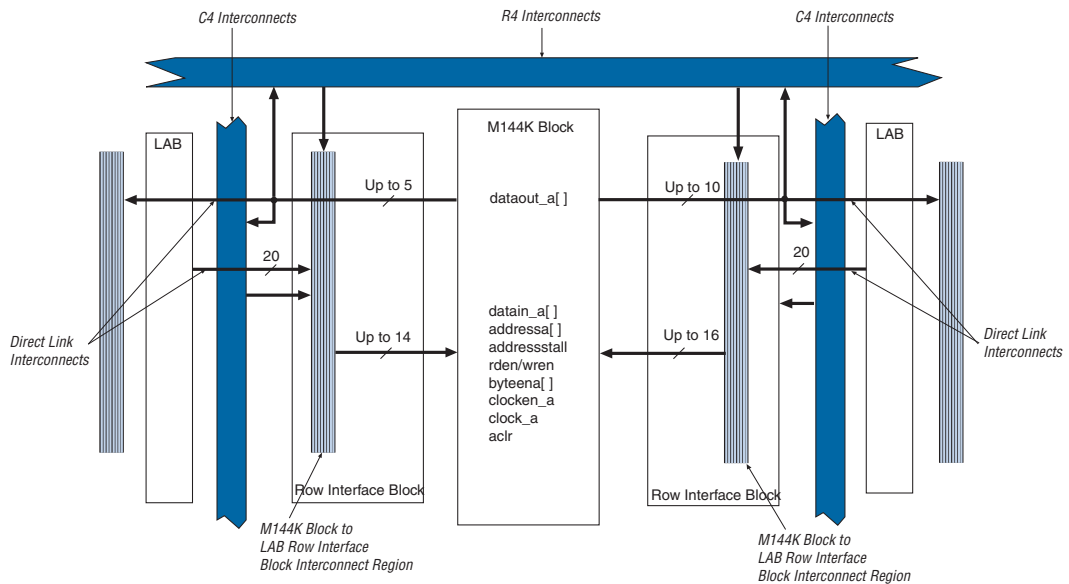 C4 Interconnects
R4 Interconnects
C4 Interconnects
LAB
M144K Block
LAB
Up to 5
dataout_a[ ]
Up to 10
20
20
datain_a[ ]
addressa[ ]
addressstall
rden/wren
byteena[ ]
clocken_a
clock_a
aclr
Up to 14
Up to 16
Direct Link
Interconnects
Direct Link
Interconnects
Row Interface Block
Row Interface Block
M144K Block to
LAB Row Interface
Block Interconnect Region
M144K Block to
LAB Row Interface
Block Interconnect Region